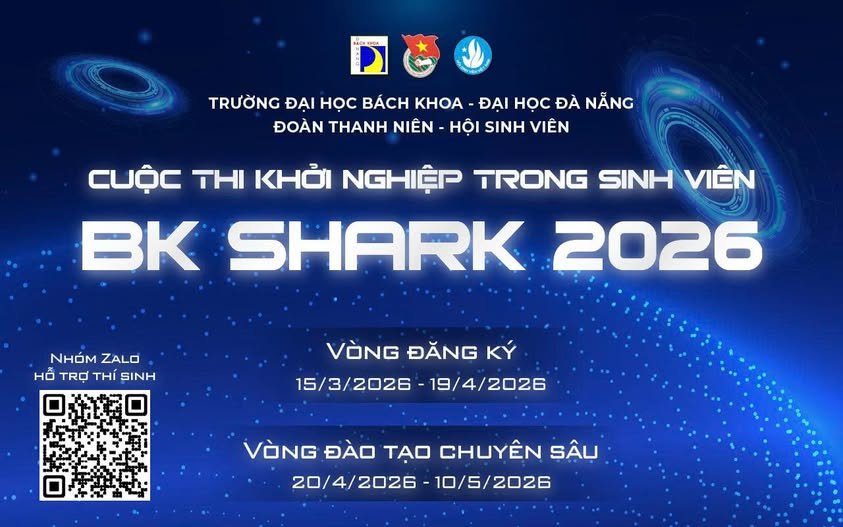 BÁCH KHOA
TRƯỜNG ĐẠI HỌC BÁCH KHOA - ĐẠI HỌC ĐÀ NẴNG
ĐOÀN THANH NIÊN - HỘI SINH VIÊN
CUỘC THI KHỞI NGHIỆP TRONG SINH VIÊN
BK SHARK 2026
VÒNG ĐĂNG KÝ
15/3/2026 - 19/4/2026
NHÓM ZALO
HỖ TRỢ THÍ SINH
VÒNG ĐÀO TẠO CHUYÊN SÂU
20/4/2026 - 10/5/2026